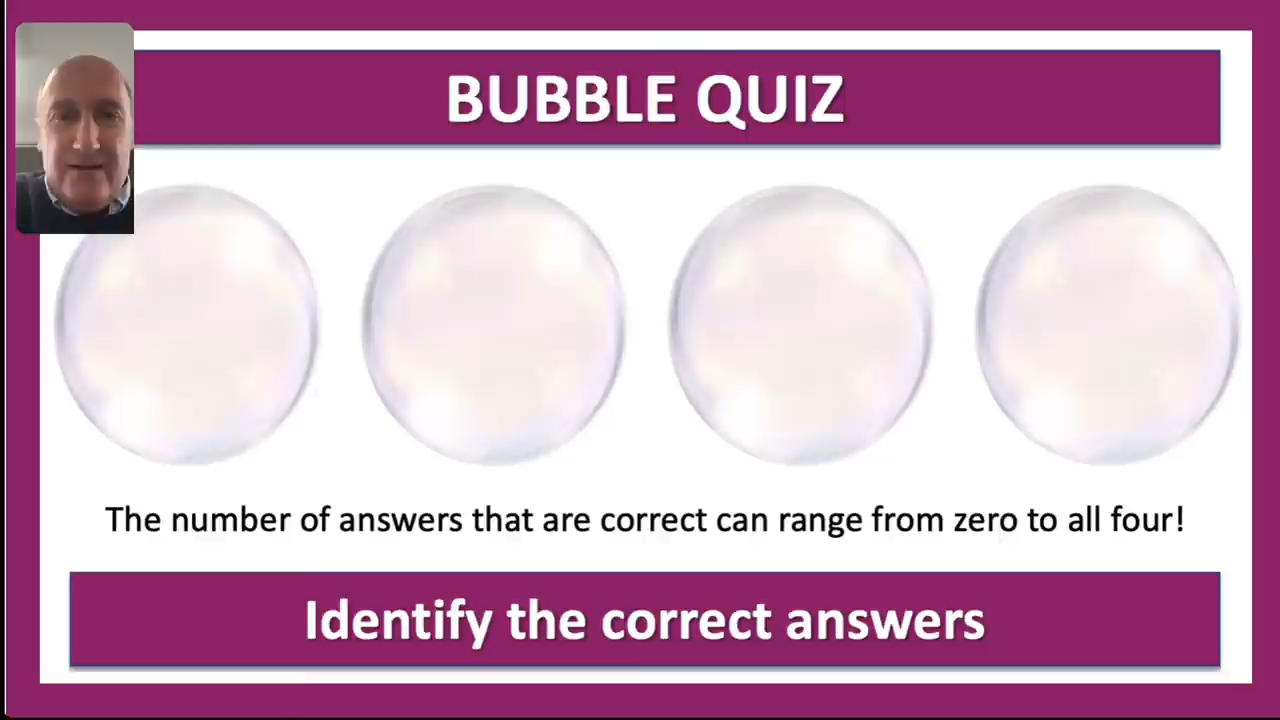 BUBBLE QUIZ
The number of answers that are correct can range from zero to all four!
Identify the correct answers